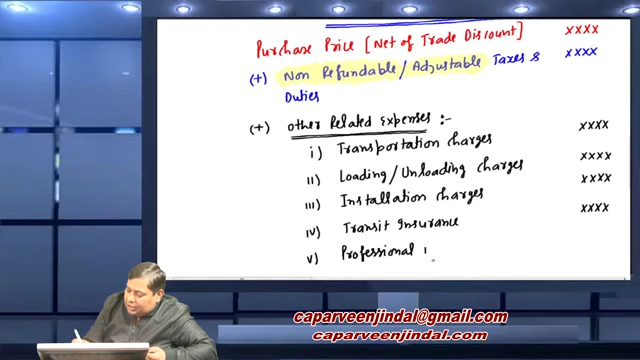 Purchase Price [Net of Trade Discount] xxxx
(+) Non Refundable/Adjustable Taxes & xxxx
Duties
(+) other Related Expenses :-
i) Transportation charges xxxx
ii) Loading/Unloading charges xxxx
iii) Installation charges xxxx
iv) Transit Insurance xxxx
v) Professional
caparveenjindal@gmail.com
caparveenjindal.com